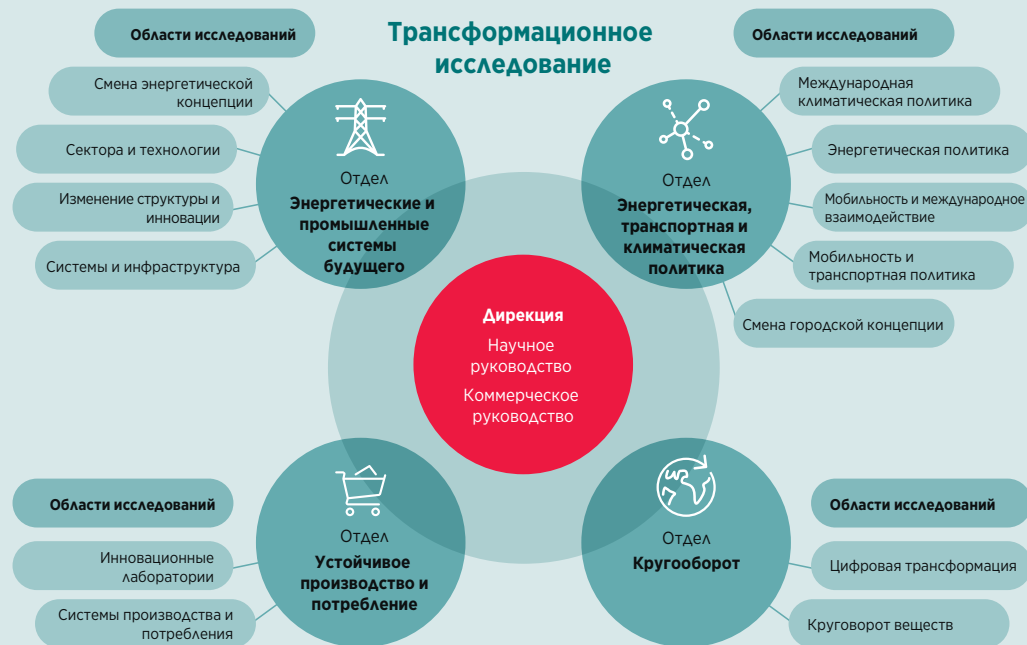 Трансформационное
исследование
Области исследований
Смена энергетической
концепции
Сектора и технологии
Изменение структуры и
инновации
Системы и инфраструктура
Отдел
Энергетические и
промышленные
системы
будущего
Области исследований
Международная
климатическая политика
Энергетическая политика
Мобильность и международное
взаимодействие
Мобильность и
транспортная политика
Смена городской концепции
Отдел
Энергетическая,
транспортная и
климатическая
политика
Дирекция
Научное
руководство
Коммерческое
руководство
Области исследований
Инновационные
лаборатории
Системы производства и
потребления
Отдел
Устойчивое
производство и
потребление
Отдел
Кругооборот
Области исследований
Цифровая трансформация
Круговорот веществ